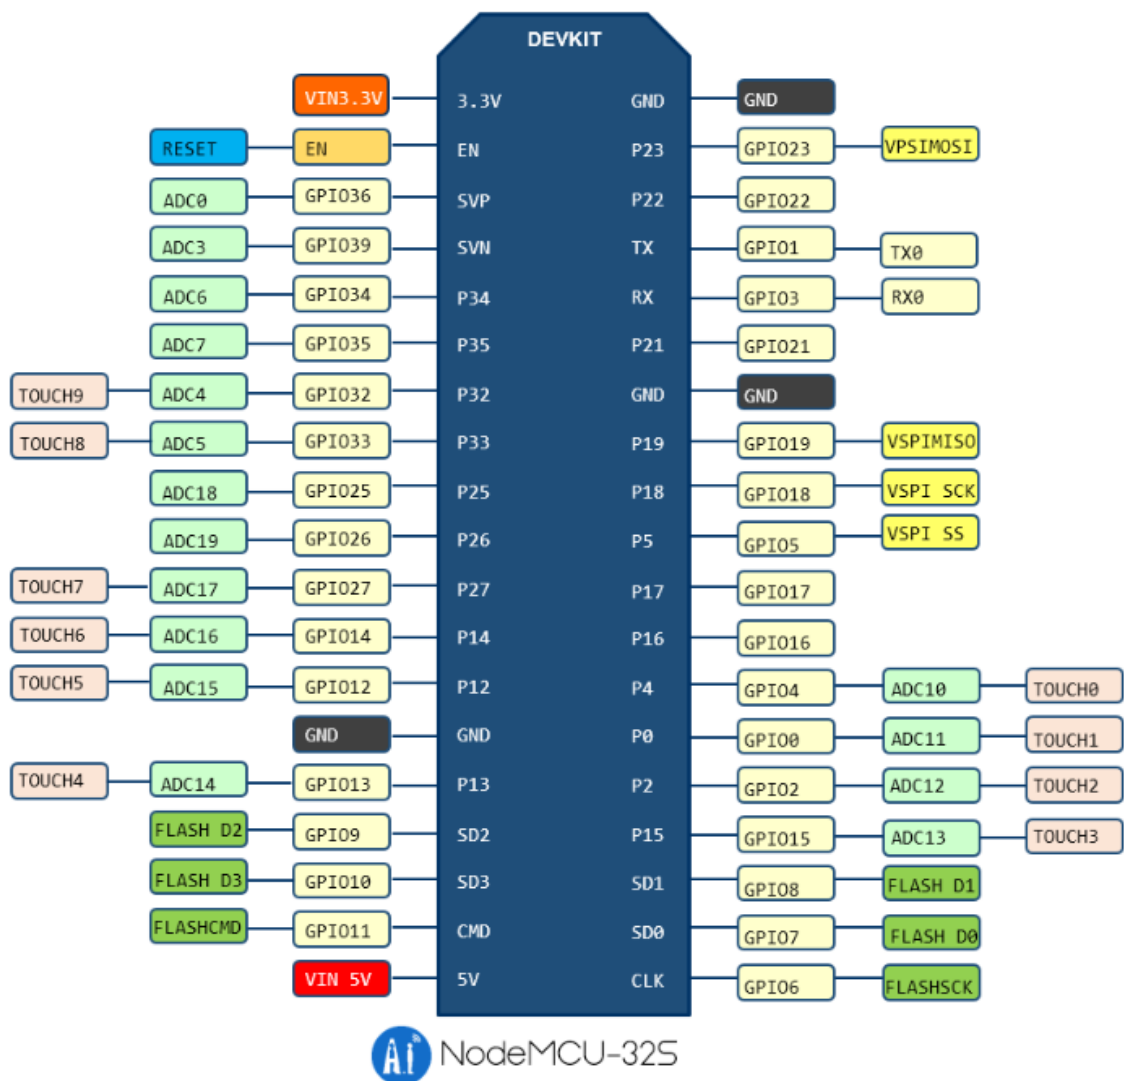 DEVKIT
VIN3.3V 3.3V GND GND
RESET EN EN P23 GPIO23 VPSIMOSI
ADC0 GPIO36 SVP P22 GPIO22
ADC3 GPIO39 SVN TX GPIO1 TX0
ADC6 GPIO34 P34 RX GPIO3 RX0
ADC7 GPIO35 P35 P21 GPIO21
TOUCH9 ADC4 GPIO32 P32 GND GND
TOUCH8 ADC5 GPIO33 P33 P19 GPIO19 VSPIMISO
ADC18 GPIO25 P25 P18 GPIO18 VSPI SCK
ADC19 GPIO26 P26 P5 GPIO5 VSPI SS
TOUCH7 ADC17 GPIO27 P27 P17 GPIO17
TOUCH6 ADC16 GPIO14 P14 P16 GPIO16
TOUCH5 ADC15 GPIO12 P12 P4 GPIO4 ADC10 TOUCH0
GND GND P0 GPIO0 ADC11 TOUCH1
TOUCH4 ADC14 GPIO13 P13 P2 GPIO2 ADC12 TOUCH2
FLASH D2 GPIO9 SD2 P15 GPIO15 ADC13 TOUCH3
FLASH D3 GPIO10 SD3 SD1 GPIO8 FLASH D1
FLASHCMD GPIO11 CMD SD0 GPIO7 FLASH D0
VIN 5V 5V CLK GPIO6 FLASHSCK
Ai NodeMCU-32S